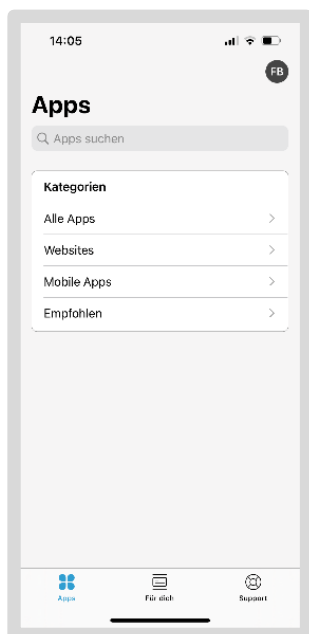 14:05
FB
Apps
Apps suchen
Kategorien
Alle Apps
Websites
Mobile Apps
Empfohlen
Apps
Für dich
Support